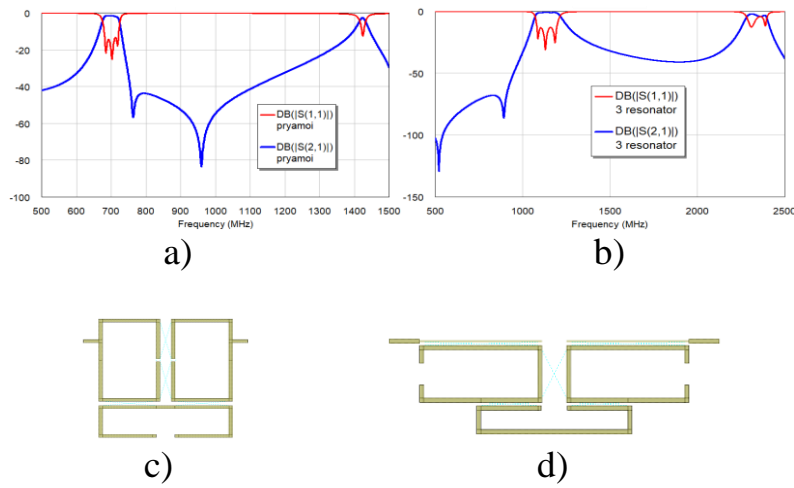 0
-20
-40
-60
-80
-100
500 600 700 800 900 1000 1100 1200 1300 1400 1500
Frequency (MHz)
DB(|S(1,1)|)
pryamoi
DB(|S(2,1)|)
pryamoi
a)
0
-50
-100
-150
500 1000 1500 2000 2500
Frequency (MHz)
DB(|S(1,1)|)
3 resonator
DB(|S(2,1)|)
3 resonator
b)
c)
d)